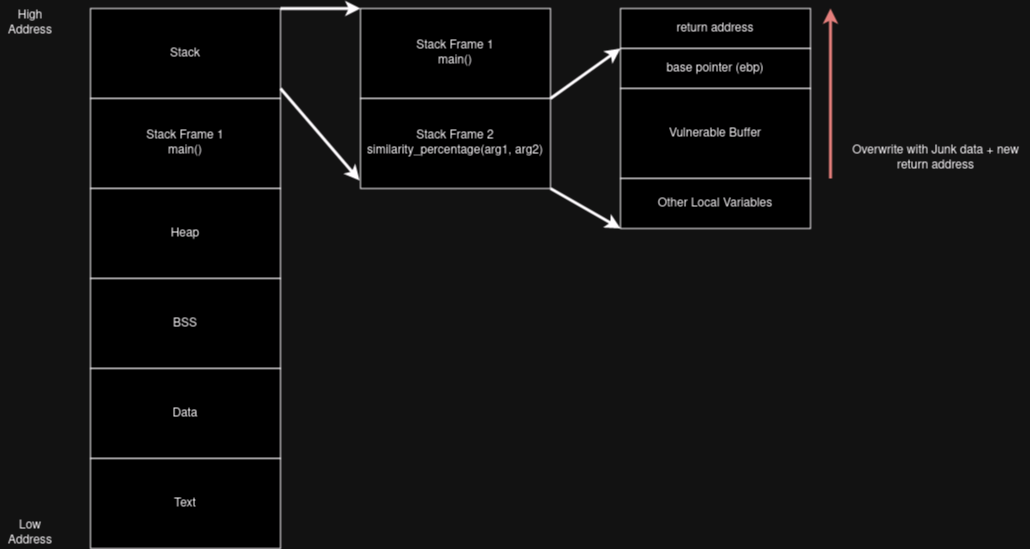 High
Address
Stack
Stack Frame 1
main()
Heap
BSS
Data
Text
Low
Address
Stack Frame 1
main()
Stack Frame 2
similarity_percentage(arg1, arg2)
return address
base pointer (ebp)
Vulnerable Buffer
Other Local Variables
Overwrite with Junk data + new
return address